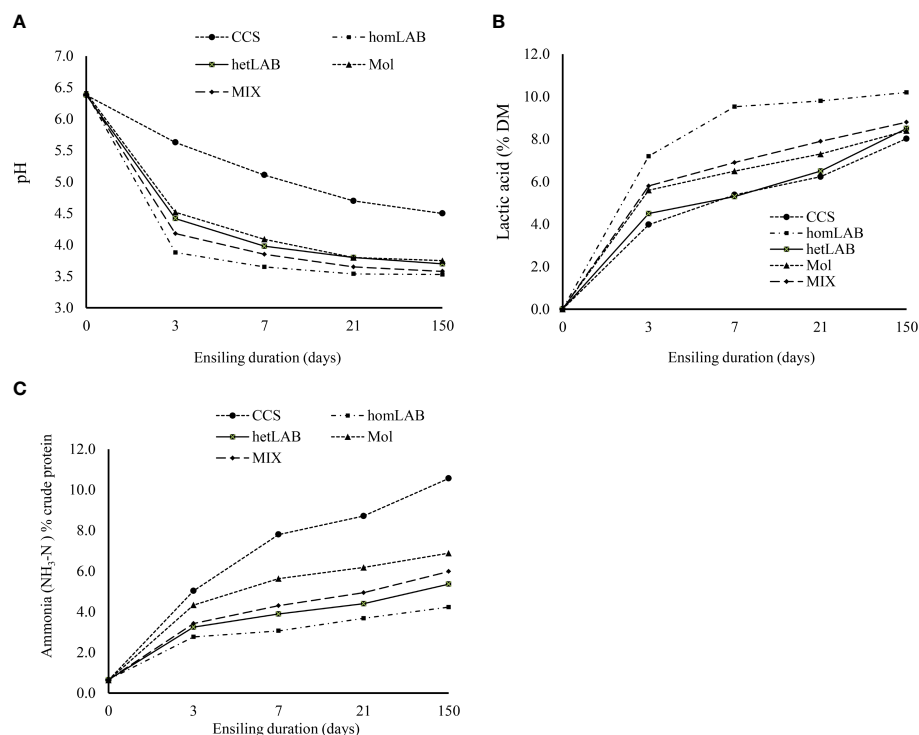 A
CCS homLAB
hetLAB Mol
MIX
7.0
6.5
6.0
5.5
5.0
4.5
4.0
3.5
3.0
pH
0 3 7 21 150
Ensiling duration (days)
B
12.0
10.0
8.0
6.0
4.0
2.0
0.0
Lactic acid (% DM)
CCS
homLAB
hetLAB
Mol
MIX
0 3 7 21 150
Ensiling duration (days)
C
CCS homLAB
hetLAB Mol
MIX
12.0
10.0
8.0
6.0
4.0
2.0
0.0
Ammonia (NH3-N ) % crude protein
0 3 7 21 150
Ensiling duration (days)